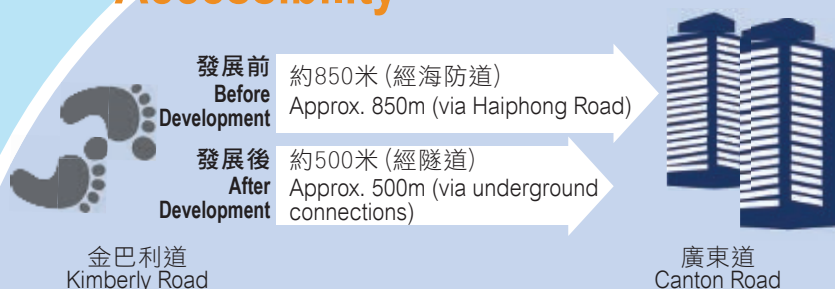 Accessibility
發展前
Before
Development
約850米 (經海防道)
Approx. 850m (via Haiphong Road)
發展後
After
Development
約500米 (經隧道)
Approx. 500m (via underground
connections)
金巴利道
Kimberly Road
廣東道
Canton Road